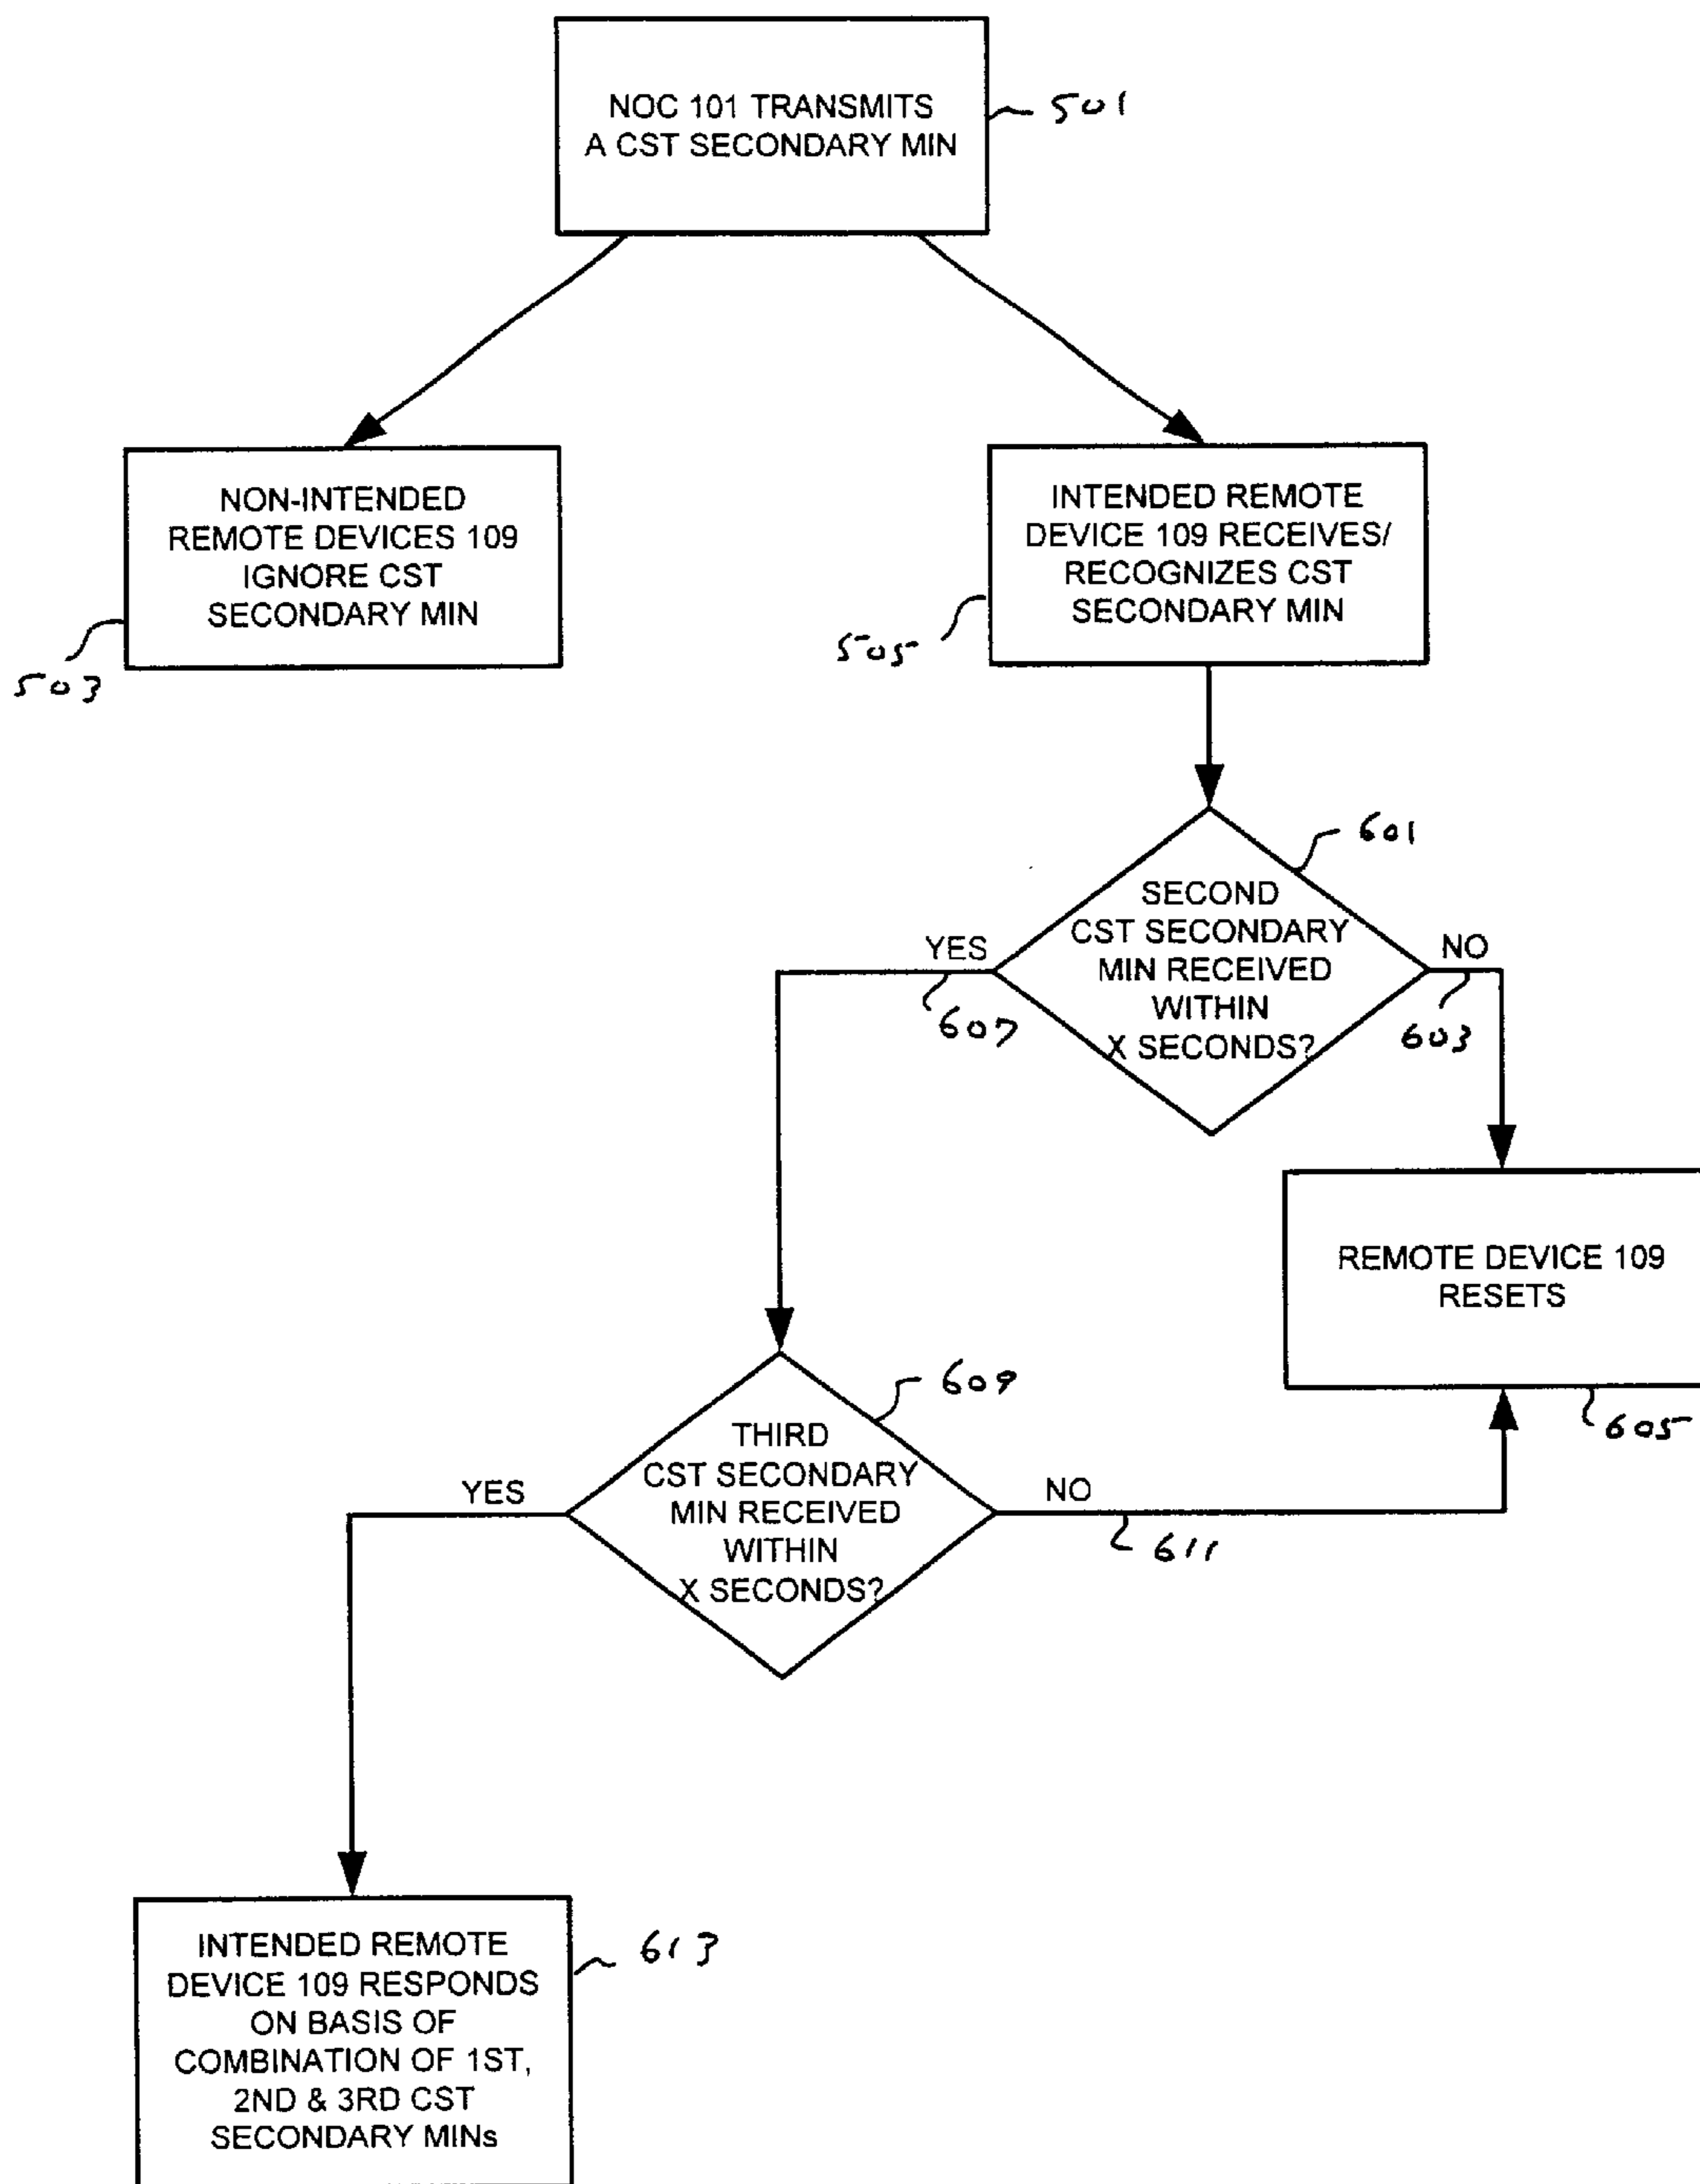 NOC 101 TRANSMITS
A CST SECONDARY MIN
501
NON-INTENDED
REMOTE DEVICES 109
IGNORE CST
SECONDARY MIN
503
INTENDED REMOTE
DEVICE 109 RECEIVES/
RECOGNIZES CST
SECONDARY MIN
505
601
SECOND
CST SECONDARY
MIN RECEIVED
WITHIN
X SECONDS?
YES
607
NO
603
REMOTE DEVICE 109
RESETS
605
609
THIRD
CST SECONDARY
MIN RECEIVED
WITHIN
X SECONDS?
YES
NO
611
INTENDED REMOTE
DEVICE 109 RESPONDS
ON BASIS OF
COMBINATION OF 1ST,
2ND & 3RD CST
SECONDARY MINs
613